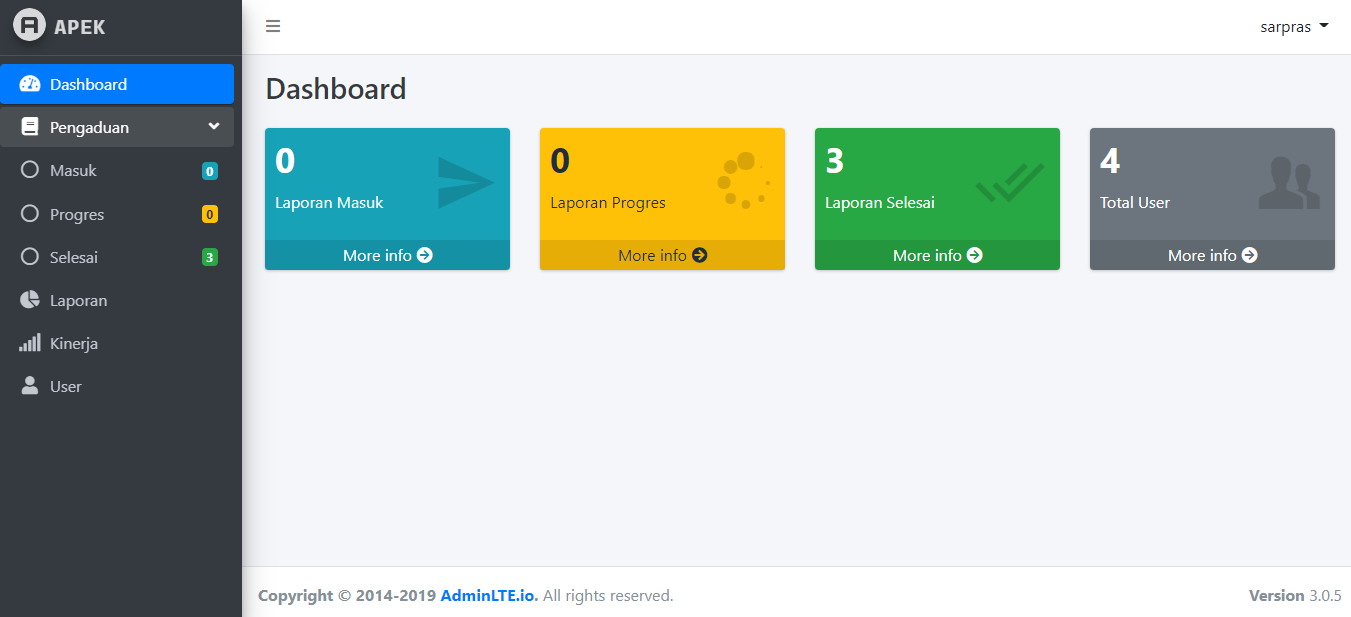 APEK
sarpras
Dashboard
Pengaduan
Masuk 0
Progres 0
Selesai 3
Laporan
Kinerja
User
Dashboard
0
Laporan Masuk
More info
0
Laporan Progres
More info
3
Laporan Selesai
More info
4
Total User
More info
Copyright © 2014-2019 AdminLTE.io. All rights reserved.
Version 3.0.5